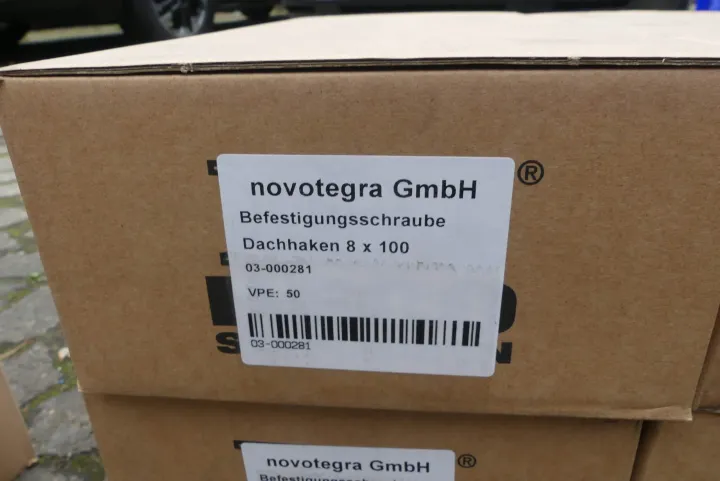 novotegra GmbH
®
Befestigungsschraube
Dachhaken 8 x 100
03-000281
VPE: 50
03-000281
novotegra GmbH
®